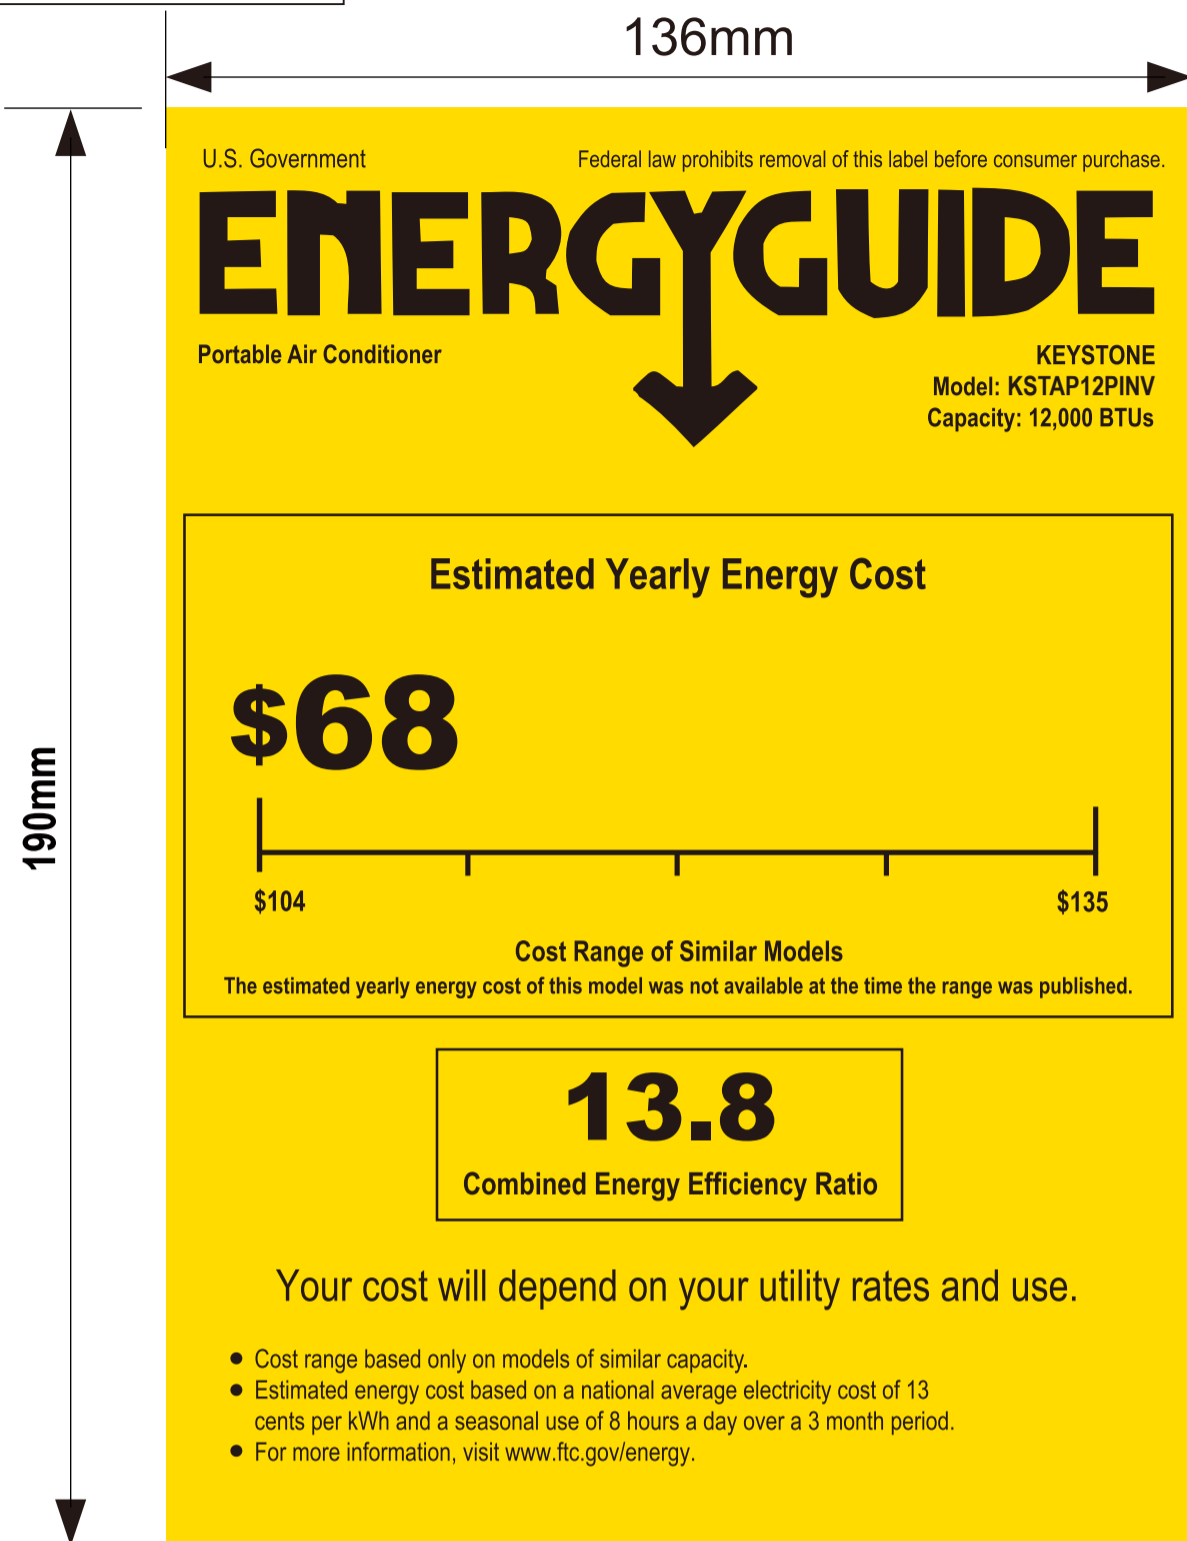 136mm
190mm
U.S. Government
Federal law prohibits removal of this label before consumer purchase.
ENERGYGUIDE
Portable Air Conditioner
KEYSTONE
Model: KSTAP12PINV
Capacity: 12,000 BTUs
Estimated Yearly Energy Cost
$68
$104
$135
Cost Range of Similar Models
The estimated yearly energy cost of this model was not available at the time the range was published.
13.8
Combined Energy Efficiency Ratio
Your cost will depend on your utility rates and use.
● Cost range based only on models of similar capacity.
● Estimated energy cost based on a national average electricity cost of 13
cents per kWh and a seasonal use of 8 hours a day over a 3 month period.
● For more information, visit www.ftc.gov/energy.